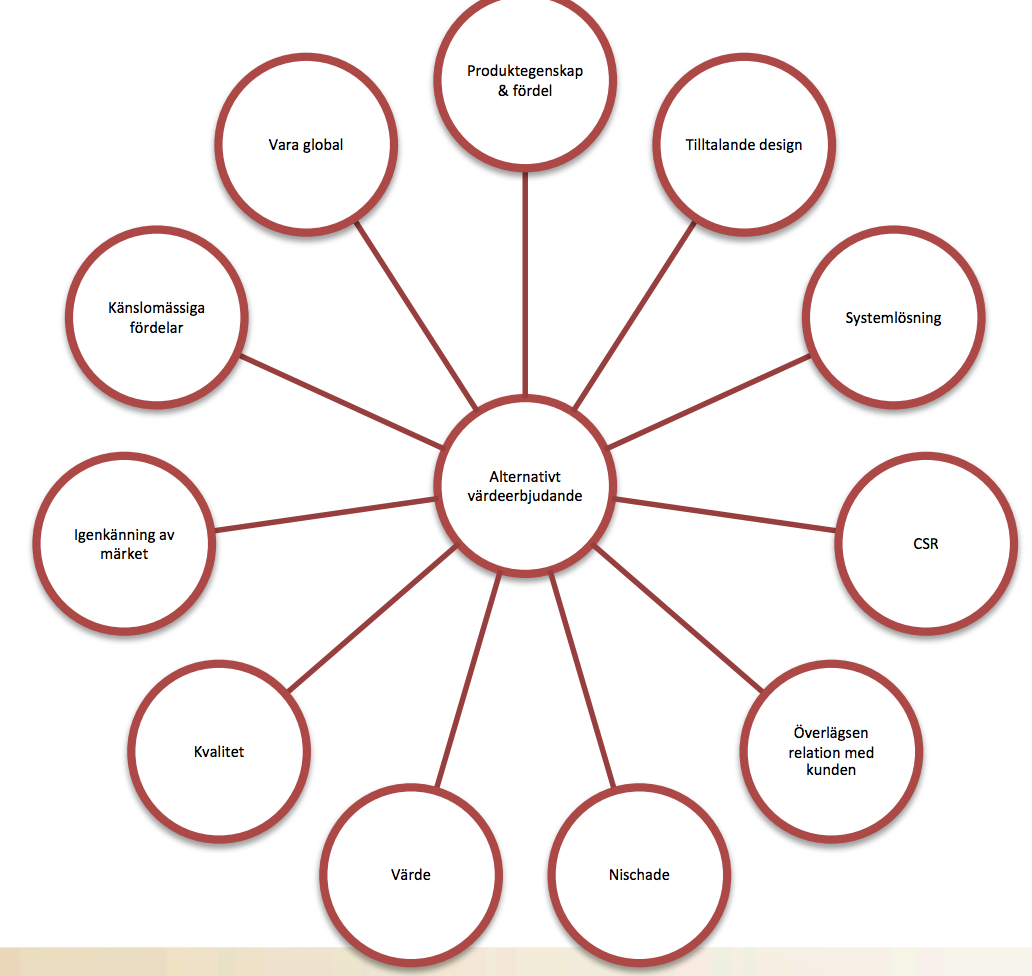 Produktegenskap
& fördel
Vara global
Tilltalande design
Känslomässiga
fördelar
Systemlösning
Alternativt
värdeerbjudande
Igenkänning av
märket
CSR
Kvalitet
Överlägsen
relation med
kunden
Värde
Nischade